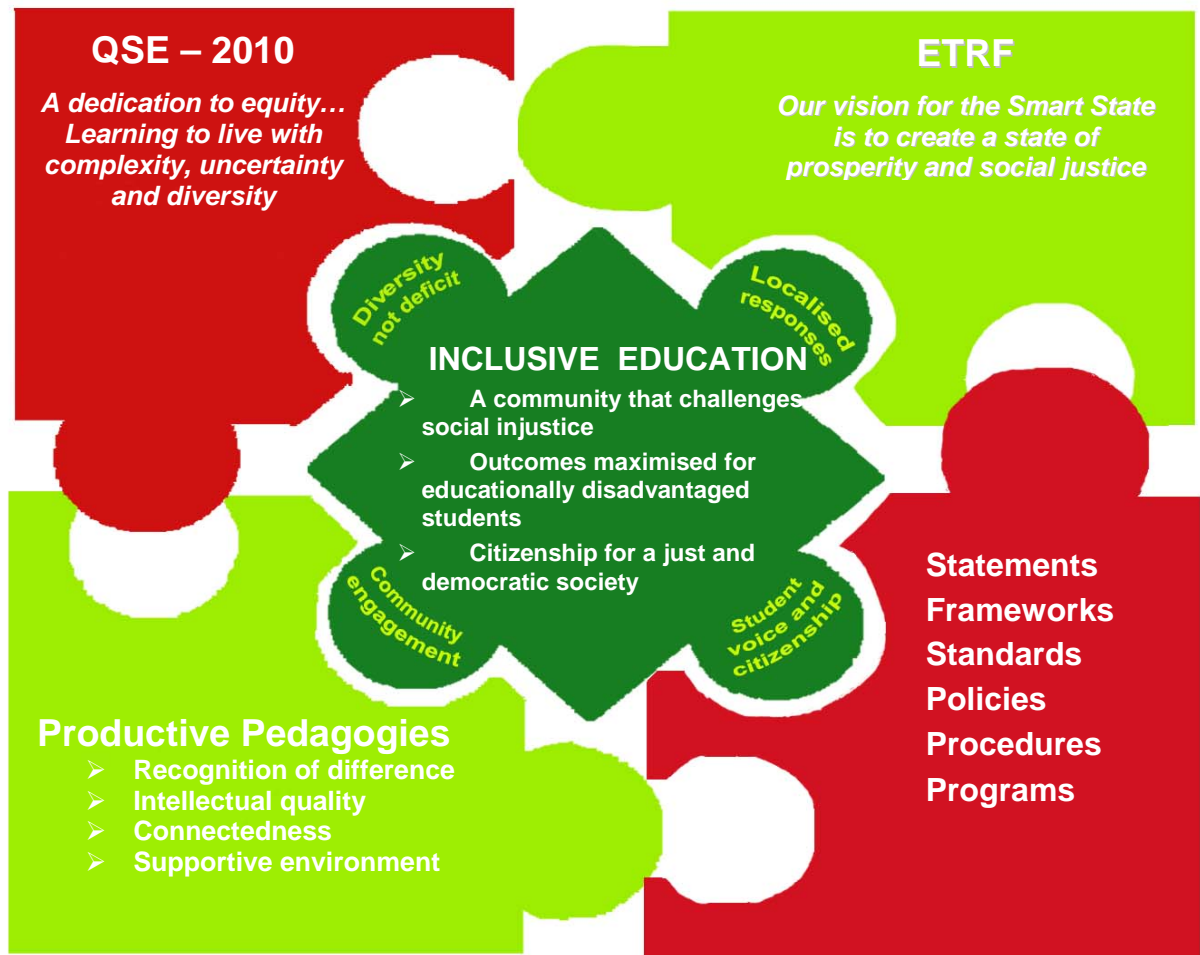 QSE – 2010
A dedication to equity…
Learning to live with
complexity, uncertainty
and diversity
ETRF
Our vision for the Smart State
is to create a state of
prosperity and social justice
Diversity
not deficit
Localised
responses
INCLUSIVE EDUCATION
➢ A community that challenges
social injustice
➢ Outcomes maximised for
educationally disadvantaged
students
➢ Citizenship for a just and
democratic society
Community
engagement
Student
voice and
citizenship
Productive Pedagogies
➢ Recognition of difference
➢ Intellectual quality
➢ Connectedness
➢ Supportive environment
Statements
Frameworks
Standards
Policies
Procedures
Programs